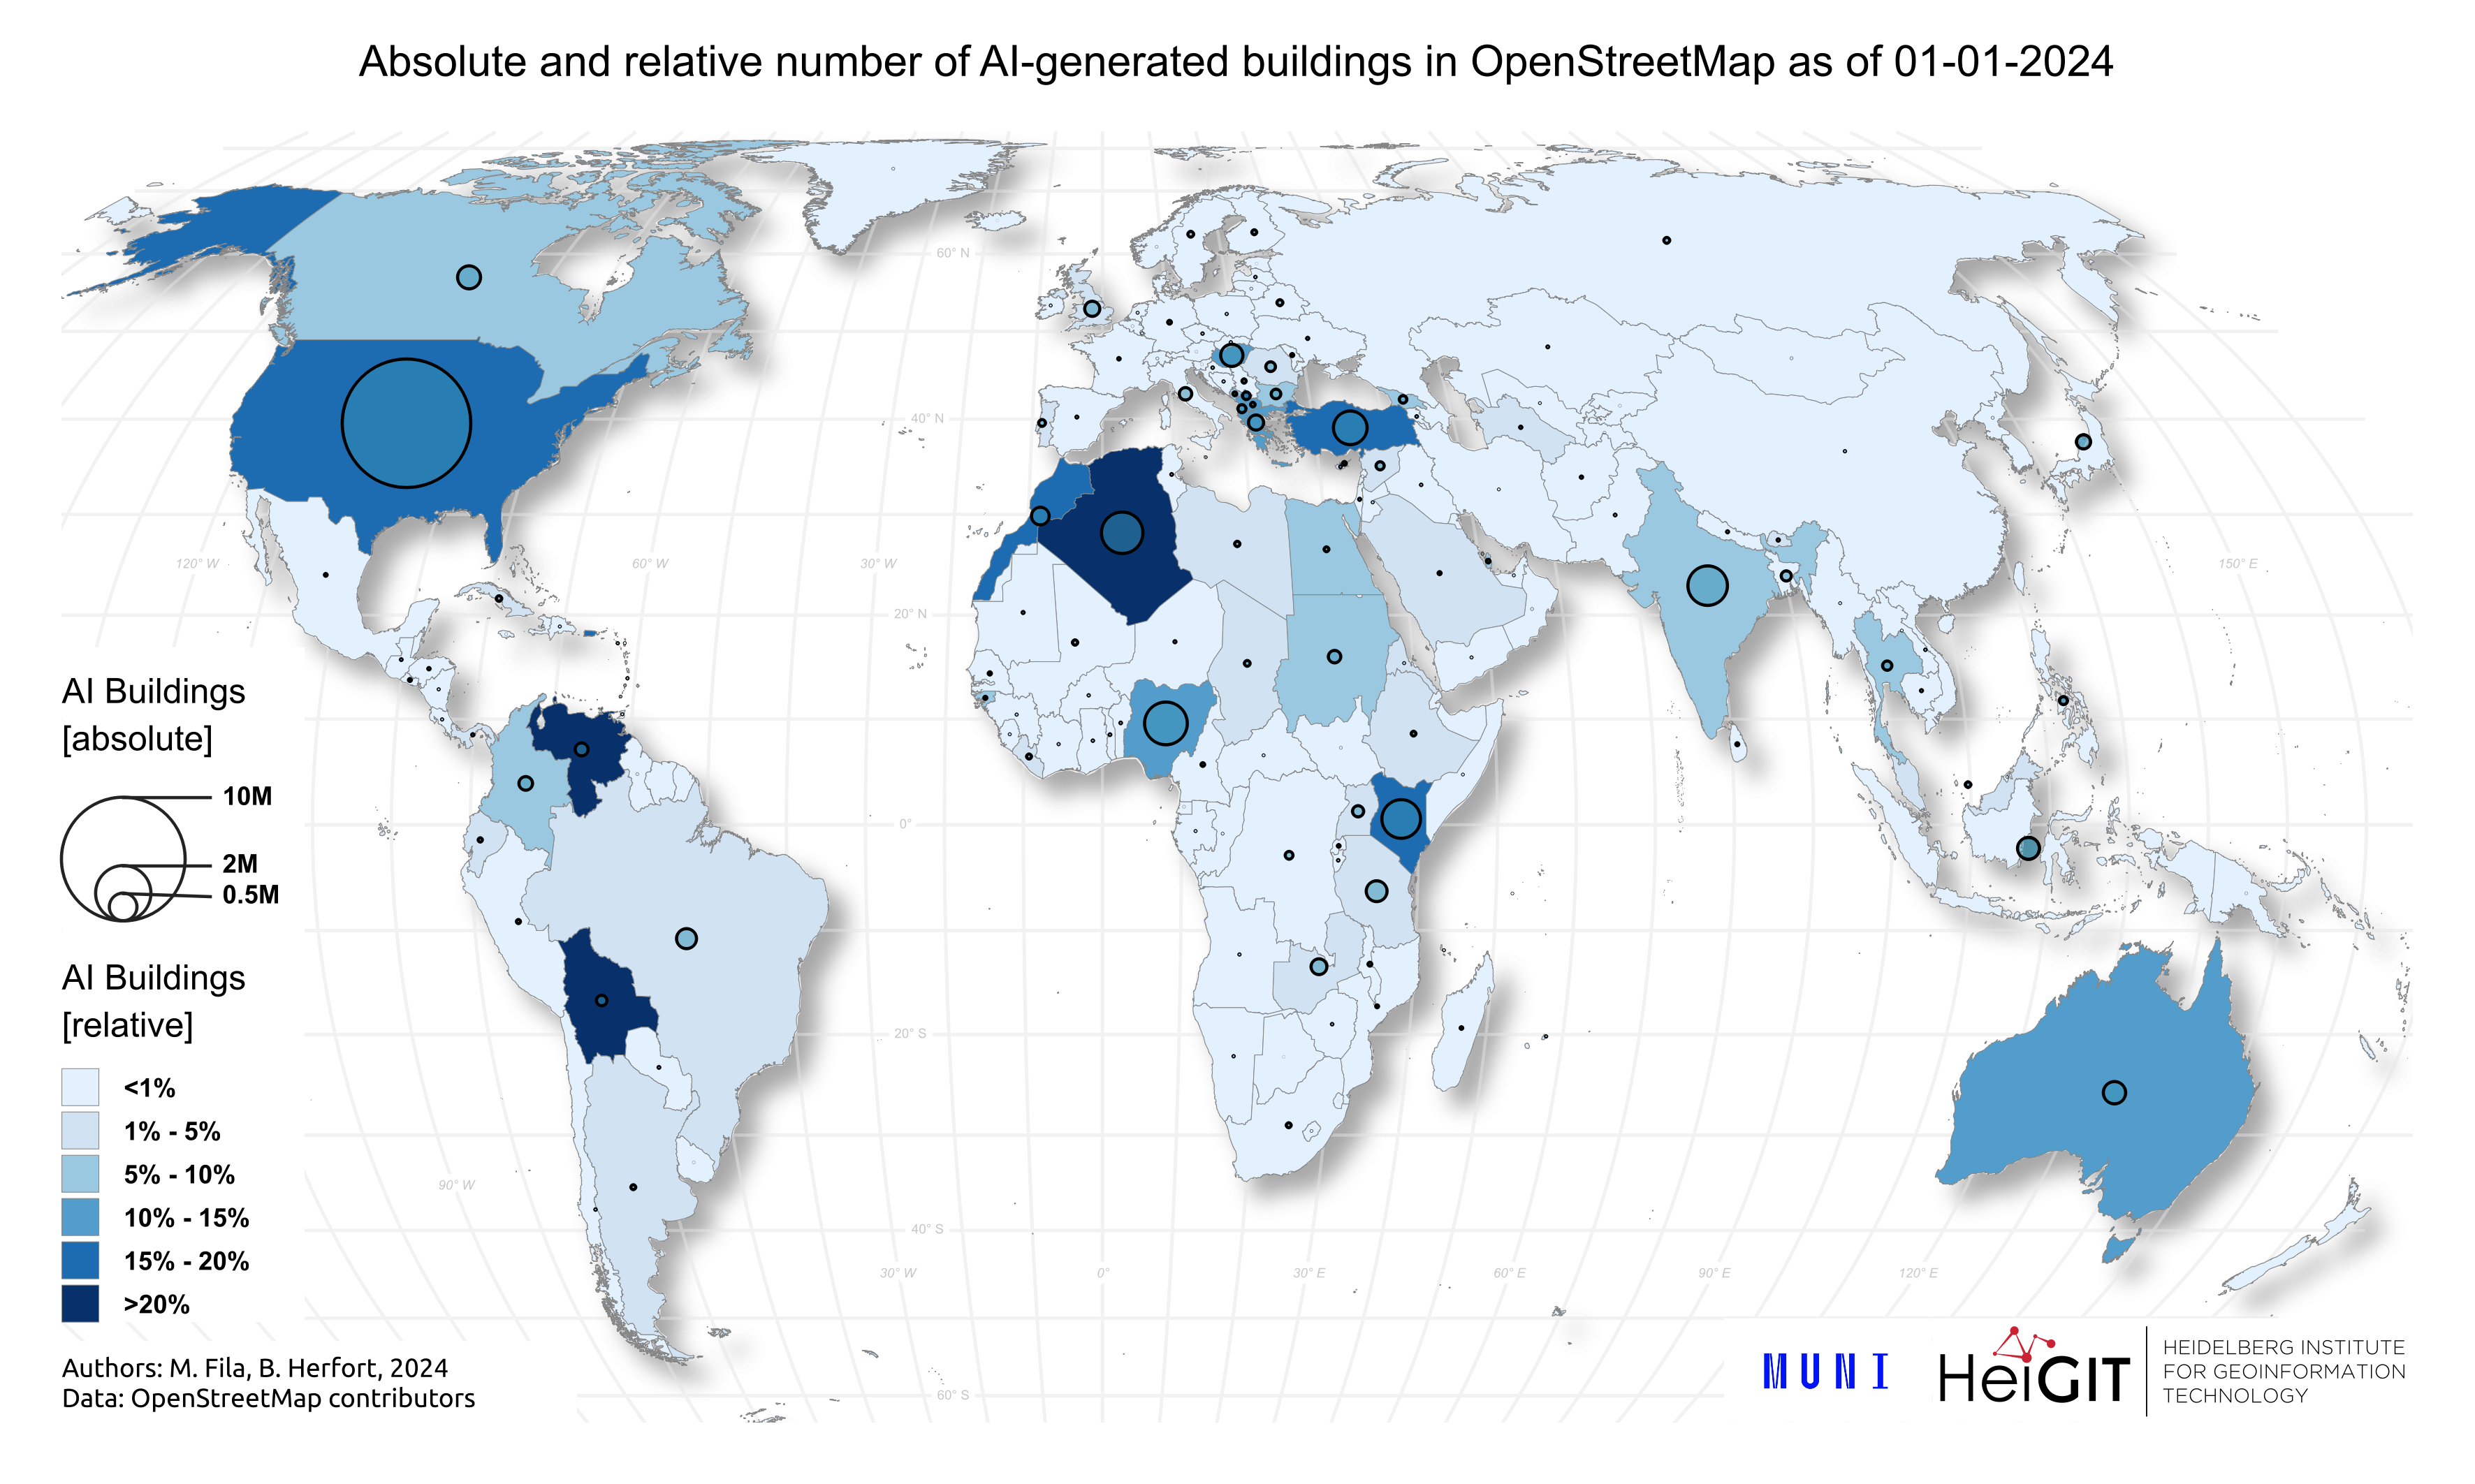 Absolute and relative number of AI-generated buildings in OpenStreetMap as of 01-01-2024
60° N
40° N
120° W
60° W
30° W
150° E
20° N
AI Buildings
[absolute]
10M
2M
0.5M
0°
AI Buildings
[relative]
<1%
1% - 5%
5% - 10%
10% - 15%
15% - 20%
>20%
20° S
90° W
40° S
30° W
0°
30° E
60° E
90° E
120° E
60° S
Authors: M. Fila, B. Herfort, 2024
Data: OpenStreetMap contributors
MUNI
HeiGIT
HEIDELBERG INSTITUTE
FOR GEOINFORMATION
TECHNOLOGY